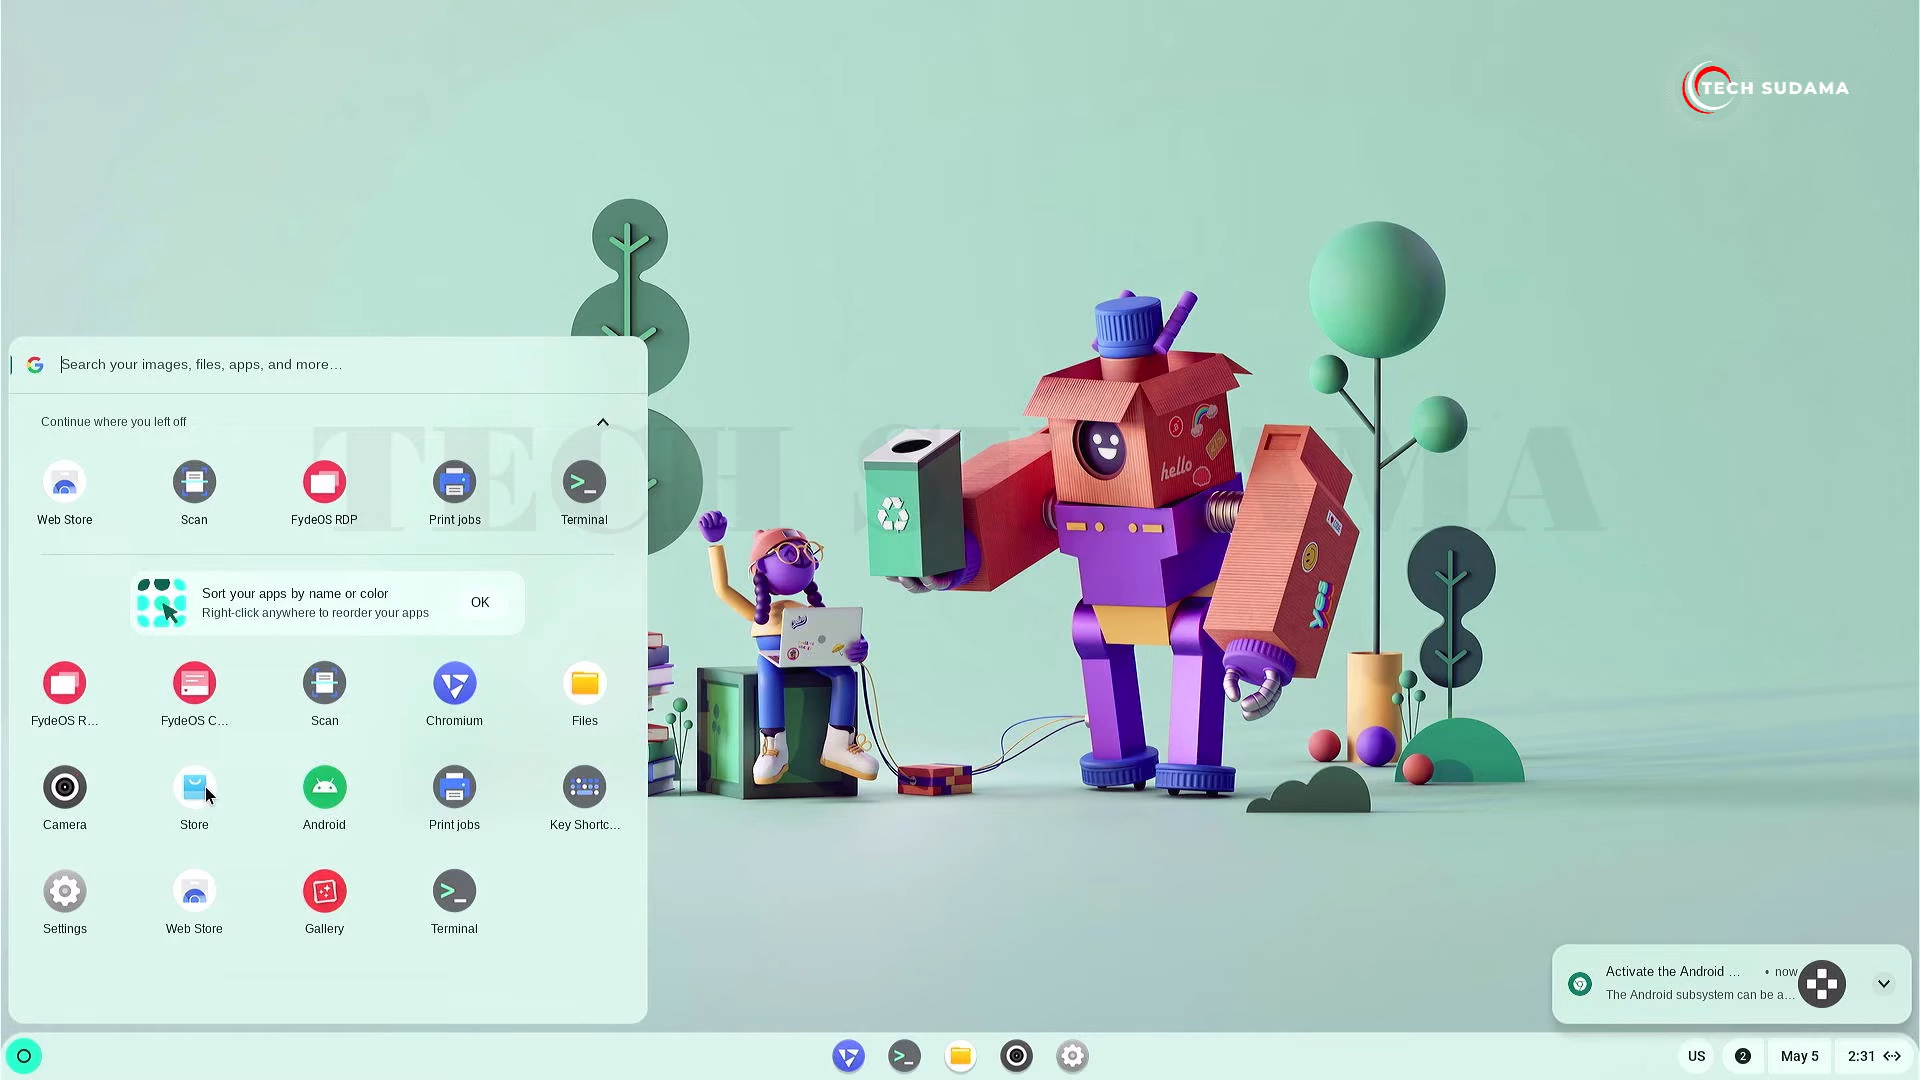 TECH SUDAMA
Search your images, files, apps, and more…
Continue where you left off
TECH SUDAMA
Web Store
Scan
FydeOS RDP
Print jobs
Terminal
Sort your apps by name or color
Right-click anywhere to reorder your apps
OK
FydeOS R…
FydeOS C…
Scan
Chromium
Files
Camera
Store
Android
Print jobs
Key Shortc…
Settings
Web Store
Gallery
Terminal
hello
yes
Activate the Android … • now
The Android subsystem can be a…
US
2
May 5
2:31